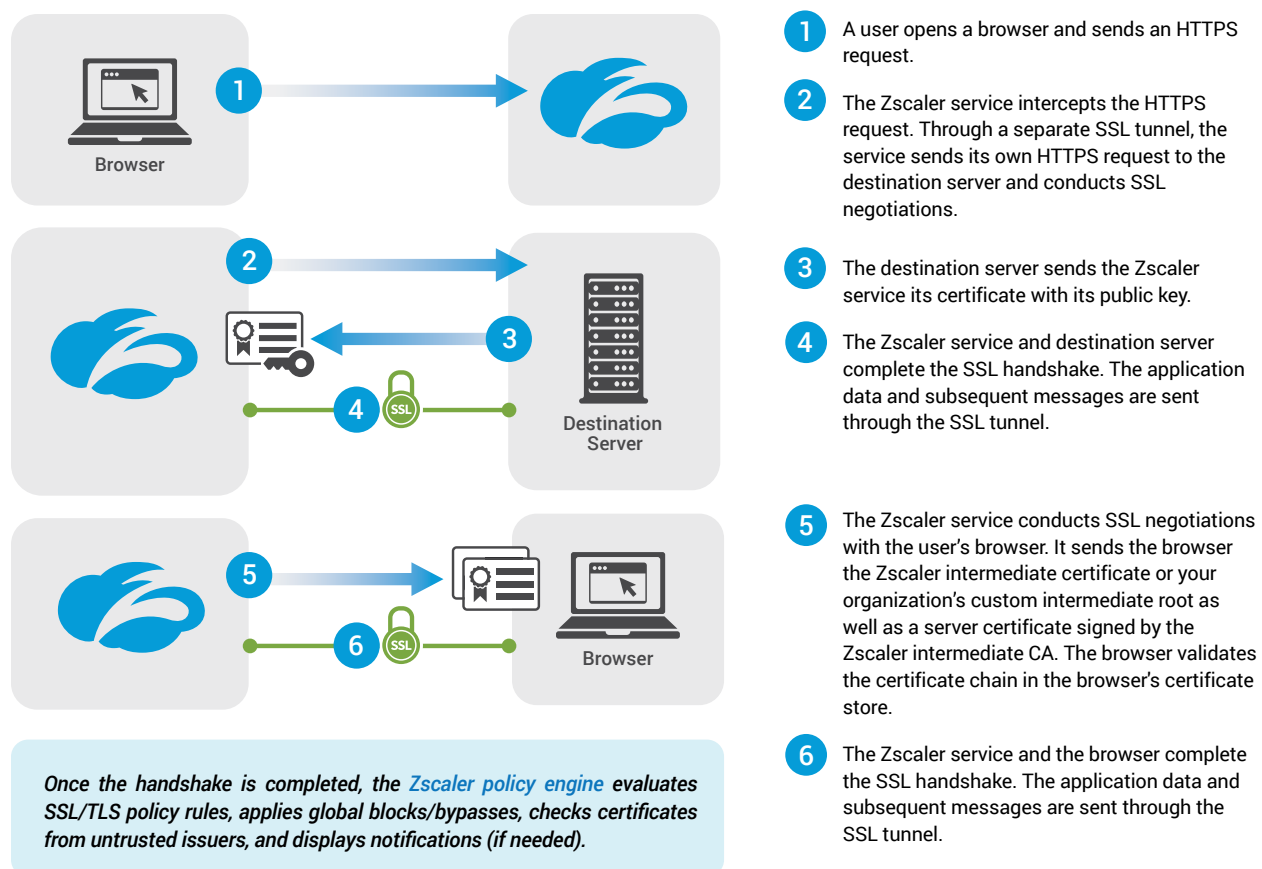 1
Browser
2
3
4
SSL
Destination
Server
5
6
SSL
Browser
Once the handshake is completed, the Zscaler policy engine evaluates
SSL/TLS policy rules, applies global blocks/bypasses, checks certificates
from untrusted issuers, and displays notifications (if needed).
1
A user opens a browser and sends an HTTPS
request.
2
The Zscaler service intercepts the HTTPS
request. Through a separate SSL tunnel, the
service sends its own HTTPS request to the
destination server and conducts SSL
negotiations.
3
The destination server sends the Zscaler
service its certificate with its public key.
4
The Zscaler service and destination server
complete the SSL handshake. The application
data and subsequent messages are sent
through the SSL tunnel.
5
The Zscaler service conducts SSL negotiations
with the user's browser. It sends the browser
the Zscaler intermediate certificate or your
organization's custom intermediate root as
well as a server certificate signed by the
Zscaler intermediate CA. The browser validates
the certificate chain in the browser's certificate
store.
6
The Zscaler service and the browser complete
the SSL handshake. The application data and
subsequent messages are sent through the
SSL tunnel.